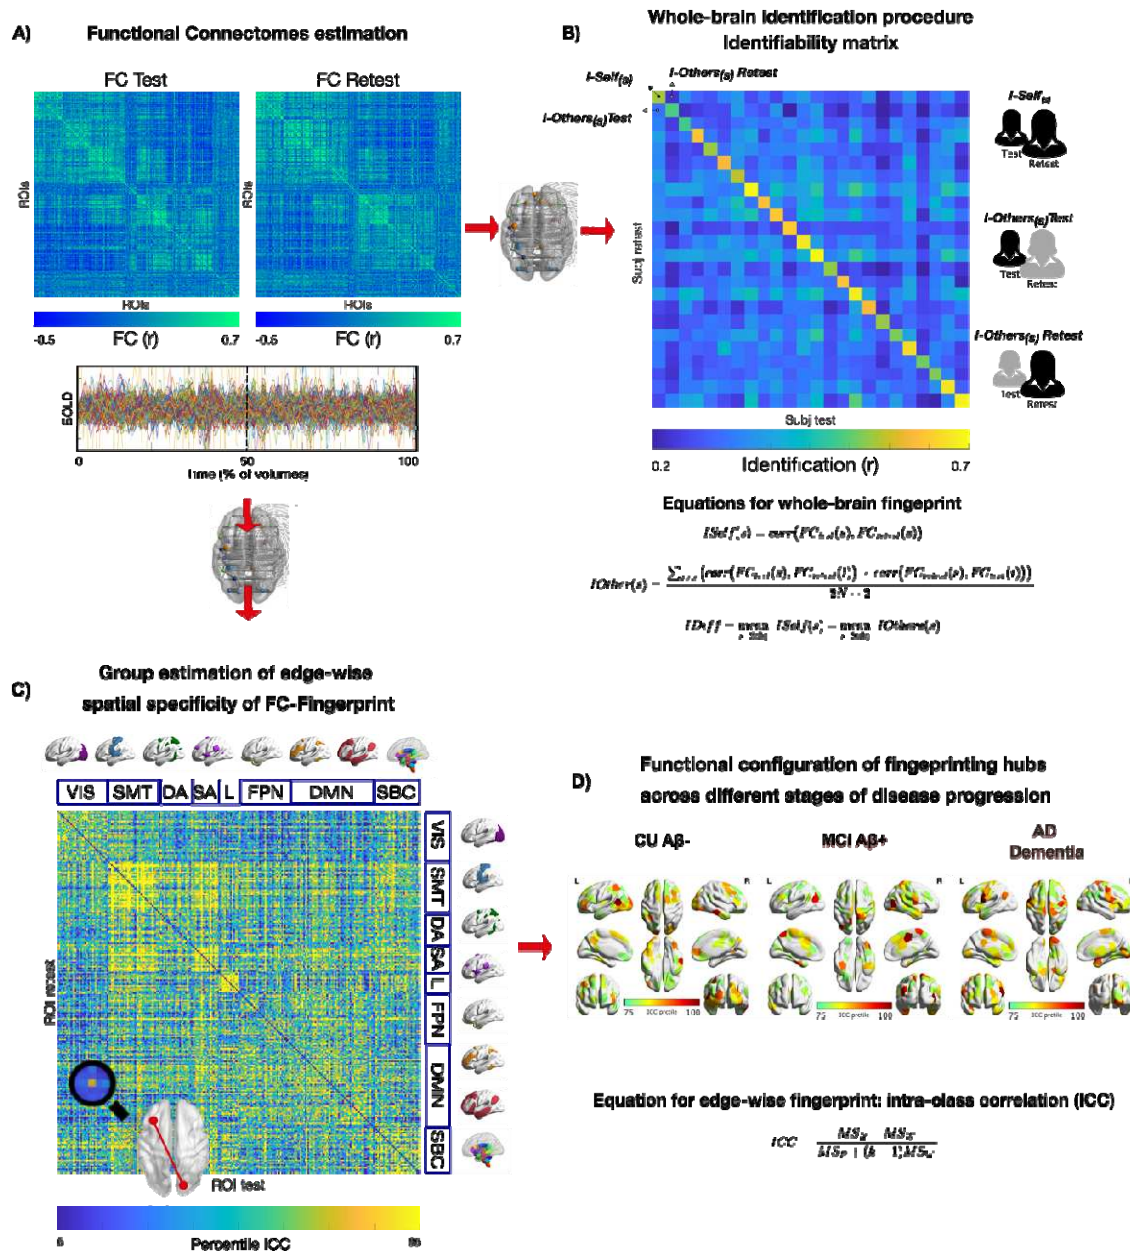 A)
Functional Connectomes estimation
FC Test
FC Retest
ROIs
ROIs
ROIs
ROIs
-0.5
FC (r)
0.7
FC (r)
0.7
BOLD
0
50
100
Time (% of volumes)
B)
Whole-brain identification procedure
Identifiability matrix
I-Self(s)
I-Others(s) Retest
I-Others(s)Test
Subj retest
Subj test
0.2
Identification (r)
0.7
Test
Retest
I-Others(s)Test
Test
I-Others(s) Retest
Test
Retest
Equations for whole-brain fingerprint
C)
Group estimation of edge-wise
spatial specificity of FC-Fingerprint
VIS
SMT
DA
SA
L
FPN
DMN
SBC
VIS
SMT
DA
SA
L
FPN
DMN
SBC
ROI retest
ROI test
Percentile ICC
D)
Functional configuration of fingeprinting hubs
across different stages of disease progression
CU Aβ-
MCI Aβ+
AD
Dementia
L
R
L
R
L
75
ICC profile
100
75
ICC profile
100
75
ICC profile
100
Equation for edge-wise fingerprint: intra-class correlation (ICC)